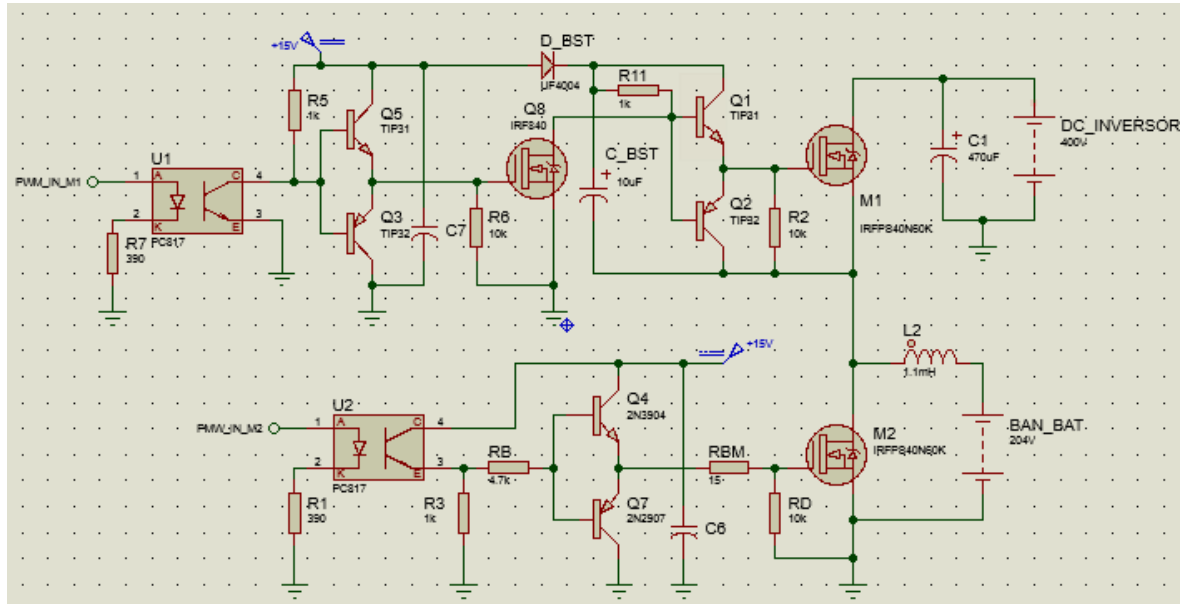 +15V
D_BST
UF4004
R5
1k
Q5
TIP31
Q8
IRF840
R11
1k
Q1
TIP31
C_BST
10uF
C1
470uF
DC_INVERSOR
400V
U1
PWM_IN_M1
1
A
C
4
2
K
E
3
PC817
R7
390
Q3
TIP32
C7
R6
10k
Q2
TIP32
R2
10k
M1
IRFP840N60K
+15V
L2
1.1mH
U2
PMW_IN_M2
1
A
C
4
2
K
E
3
PC817
R1
390
R3
1k
RB
4.7k
Q4
2N3904
Q7
2N2907
RBM
15
C6
RD
10k
M2
IRFP840N60K
BAN_BAT
204V